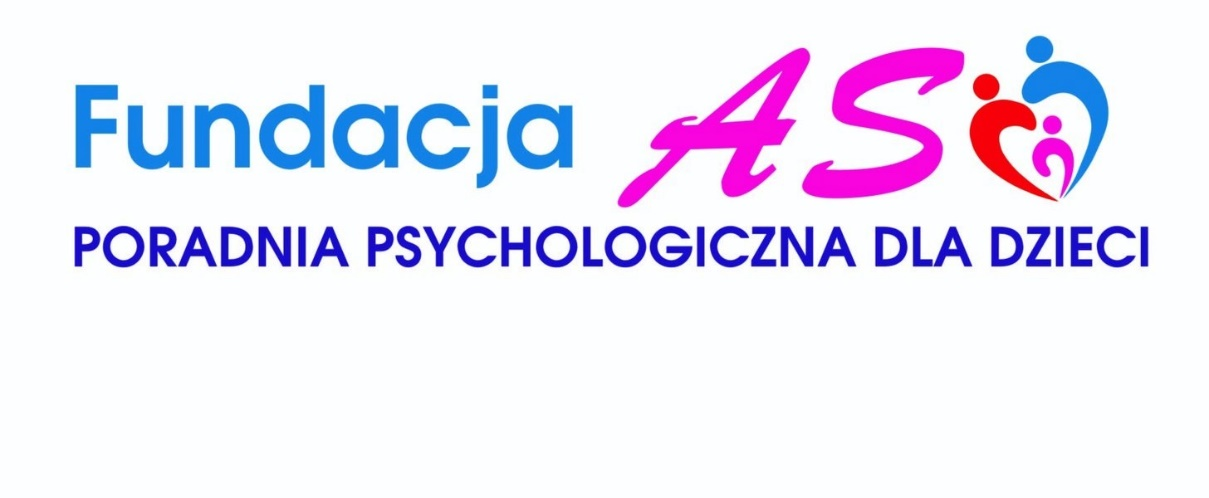 Fundacja AS
PORADNIA PSYCHOLOGICZNA DLA DZIECI